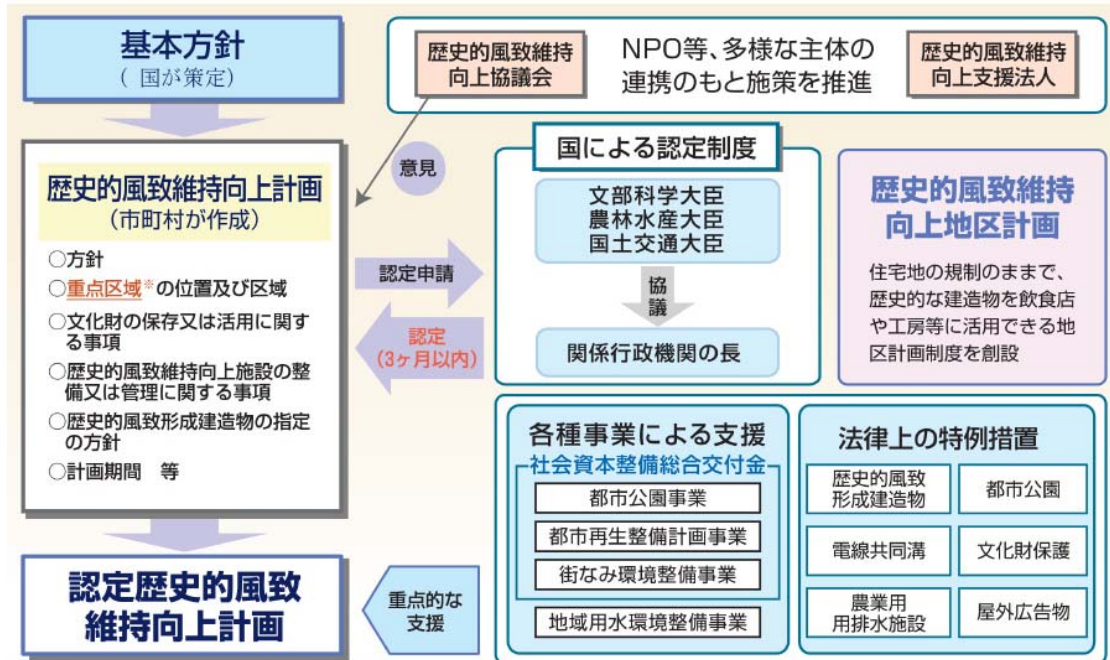 基本方針
( 国が策定)
歴史的風致維持
向上協議会
NPO等、多様な主体の
連携のもと施策を推進
歴史的風致維持
向上支援法人
意見
歴史的風致維持向上計画
(市町村が作成)
○方針
○重点区域※の位置及び区域
○文化財の保存又は活用に関す
る事項
○歴史的風致維持向上施設の整
備又は管理に関する事項
○歴史的風致形成建造物の指定
の方針
○計画期間 等
認定申請
認定
(3ヶ月以内)
国による認定制度
文部科学大臣
農林水産大臣
国土交通大臣
協
議
関係行政機関の長
歴史的風致維持
向上地区計画
住宅地の規制のままで、
歴史的な建造物を飲食店
や工房等に活用できる地
区計画制度を創設
認定歴史的風致
維持向上計画
重点的な
支援
各種事業による支援
社会資本整備総合交付金
都市公園事業
都市再生整備計画事業
街なみ環境整備事業
地域用水環境整備事業
法律上の特例措置
歴史的風致
形成建造物
都市公園
電線共同溝
文化財保護
農業用
用排水施設
屋外広告物